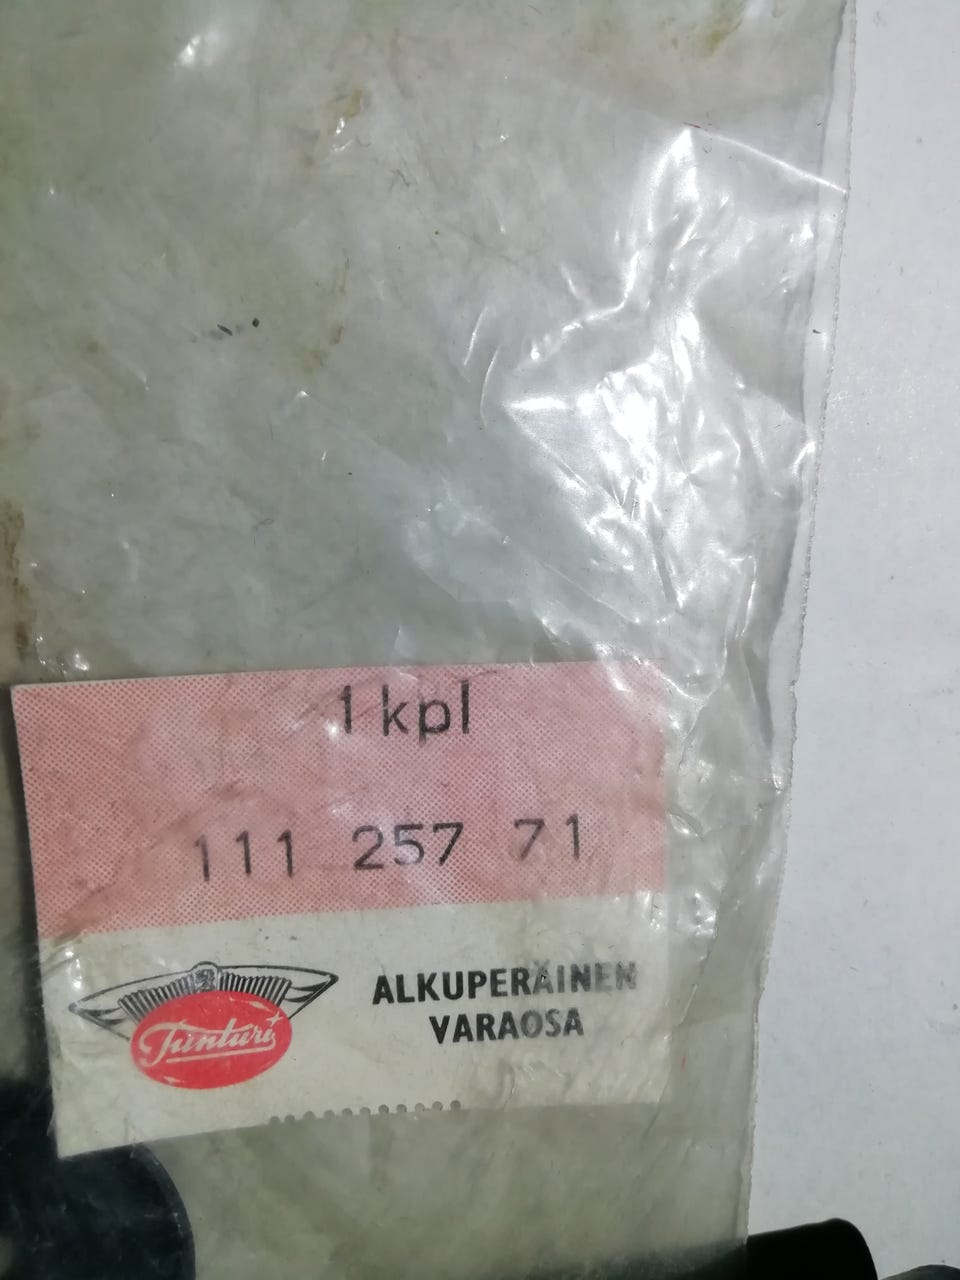 1 kpl
111 257 71
Tunturi
ALKUPERÄINEN
VARAOSA